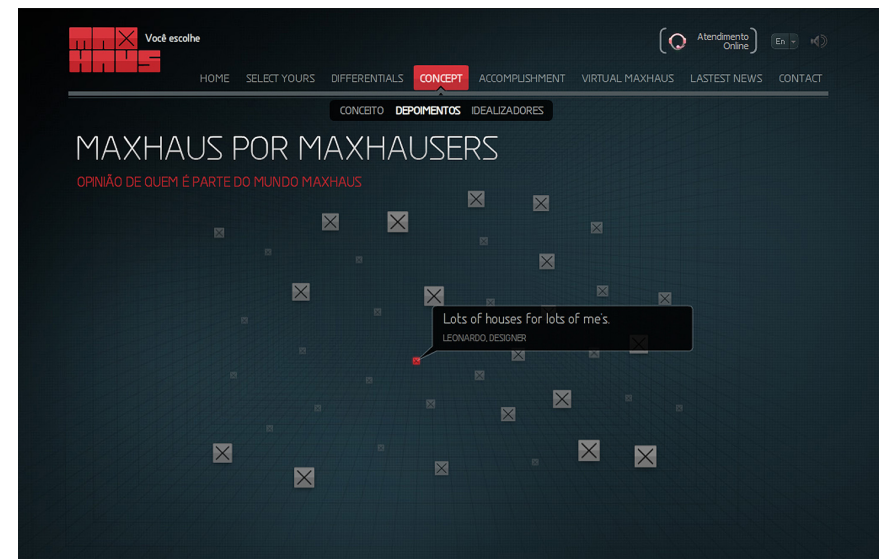 MAX
HAUS
Você escolhe
Atendimento
Online
En
HOME SELECT YOURS DIFFERENTIALS CONCEPT ACCOMPLISHMENT VIRTUAL MAXHAUS LASTEST NEWS CONTACT
CONCEITO DEPOIMENTOS IDEALIZADORES
MAXHAUS POR MAXHAUSERS
OPINIÃO DE QUEM É PARTE DO MUNDO MAXHAUS
Lots of houses for lots of me's.
LEONARDO, DESIGNER